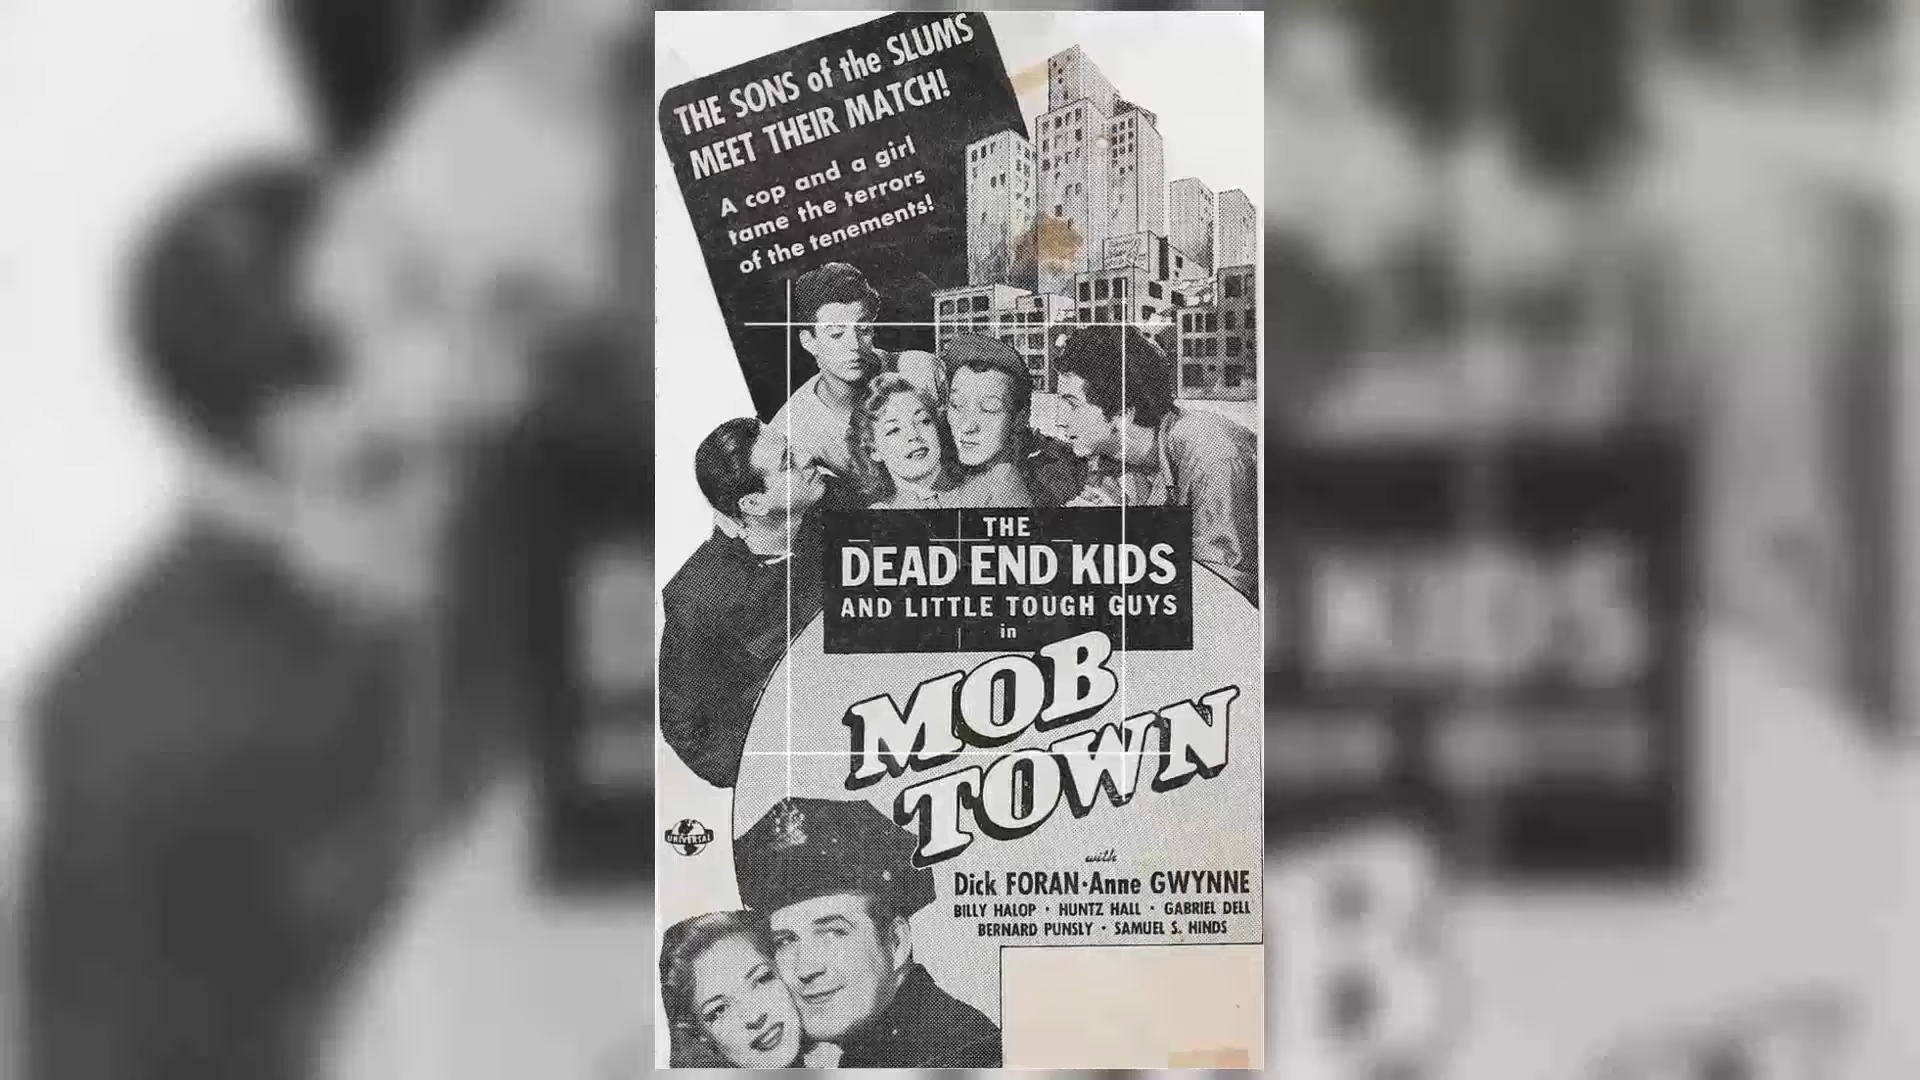 THE SONS of the SLUMS
MEET THEIR MATCH!
A cop and a girl
tame the terrors
of the tenements!
THE
DEAD END KIDS
AND LITTLE TOUGH GUYS
in
MOB
TOWN
UNIVERSAL
with
Dick FORAN·Anne GWYNNE
BILLY HALOP · HUNTZ HALL · GABRIEL DELL
BERNARD PUNSLY · SAMUEL S. HINDS